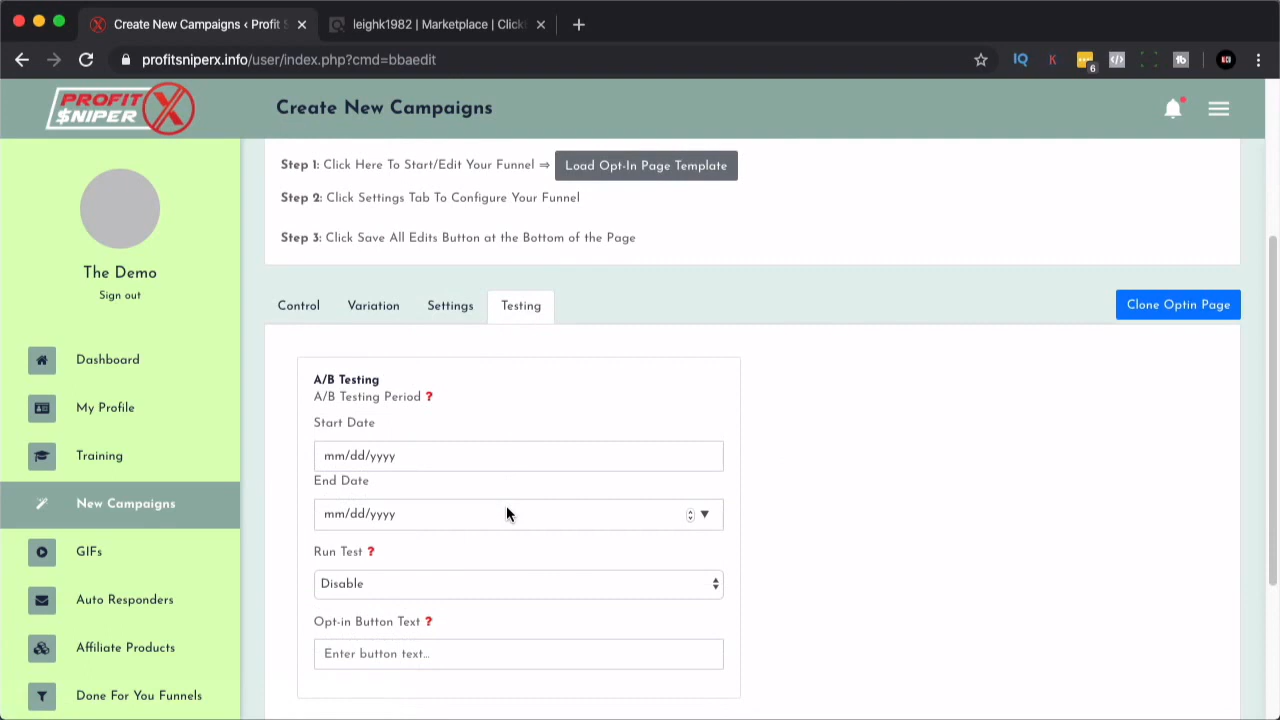 Create New Campaigns ‹ Profit S
leighk1982 | Marketplace | Click
profitsniperx.info/user/index.php?cmd=bbaedit
IQ
K
6
tb
PROFIT
$NIPER X
Create New Campaigns
Step 1: Click Here To Start/Edit Your Funnel ⇒ Load Opt-In Page Template
Step 2: Click Settings Tab To Configure Your Funnel
Step 3: Click Save All Edits Button at the Bottom of the Page
The Demo
Sign out
Control
Variation
Settings
Testing
Clone Optin Page
Dashboard
My Profile
Training
New Campaigns
GIFs
Auto Responders
Affiliate Products
Done For You Funnels
A/B Testing
A/B Testing Period ?
Start Date
mm/dd/yyyy
End Date
mm/dd/yyyy
Run Test ?
Disable
Opt-in Button Text ?
Enter button text...